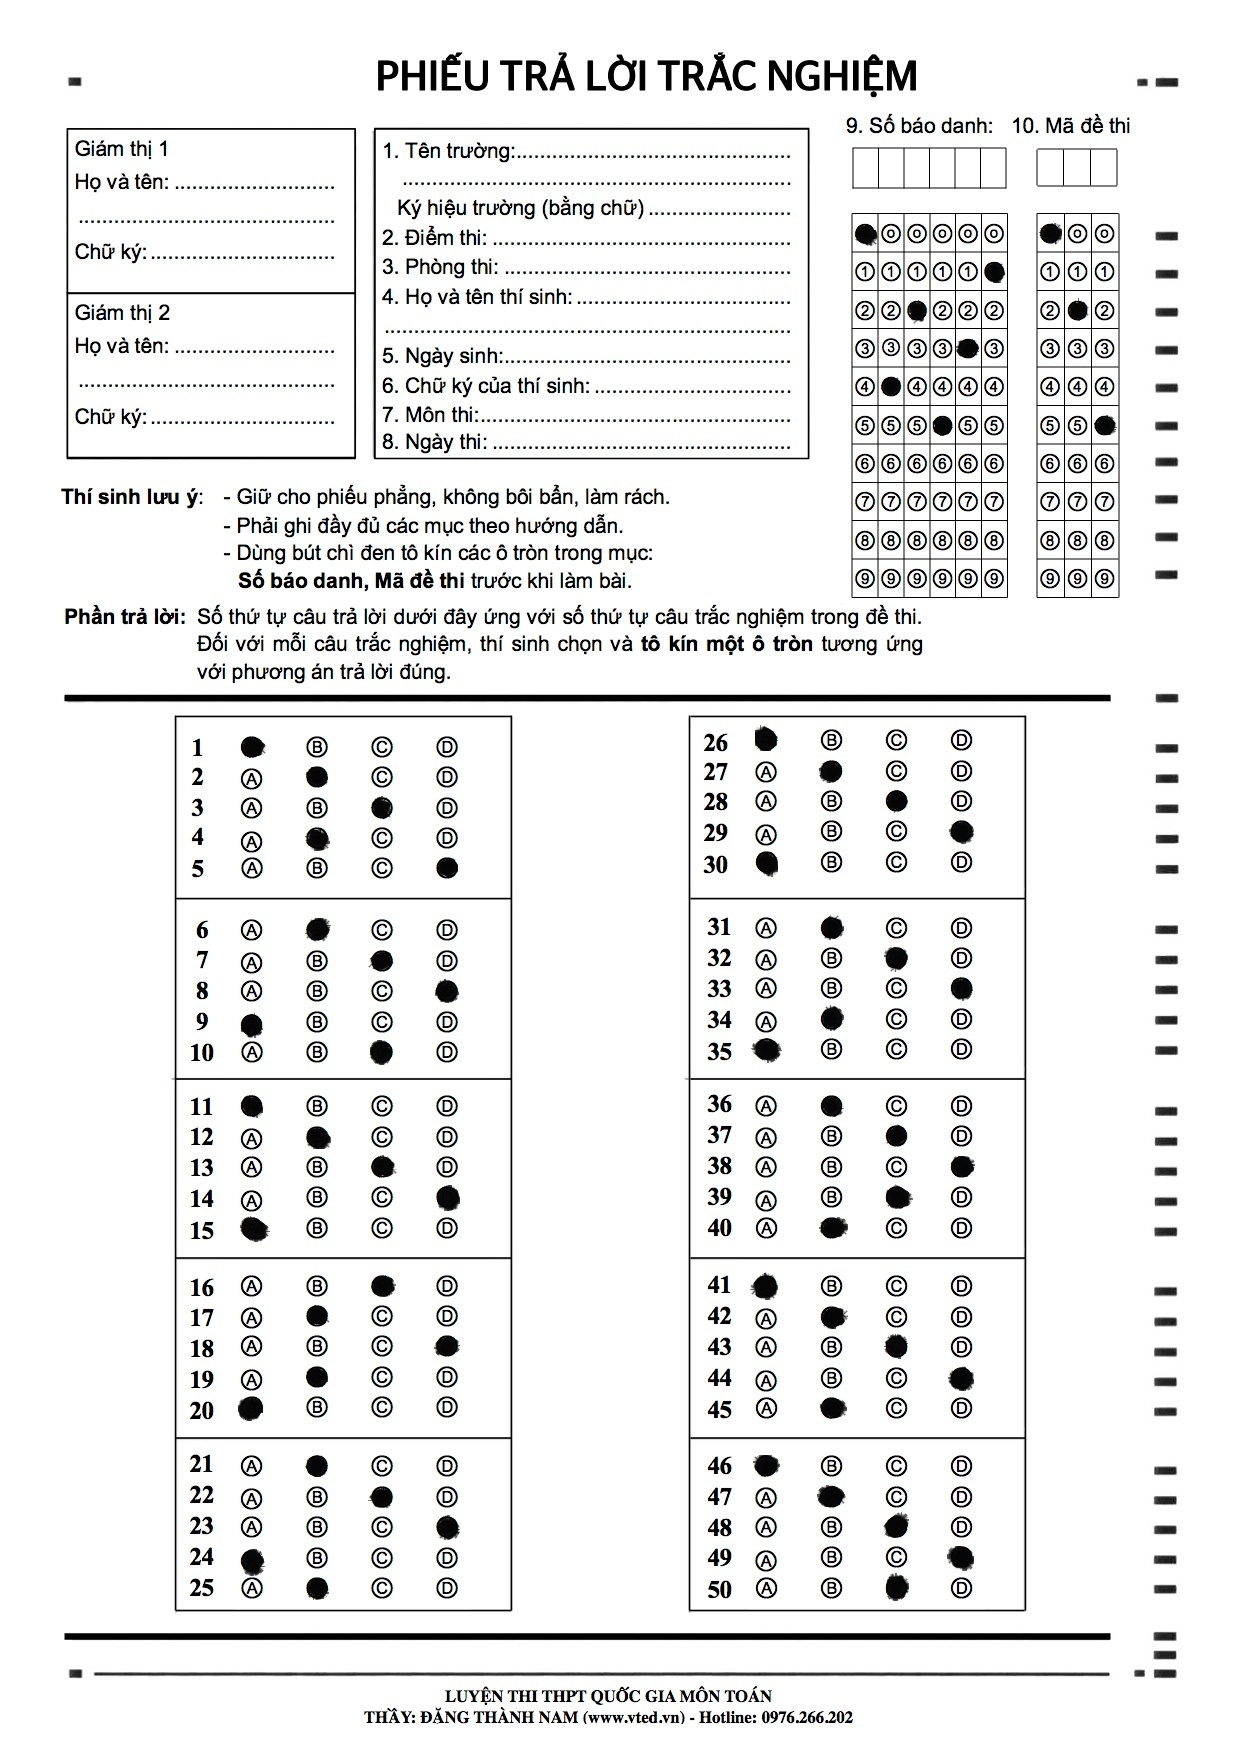 PHIẾU TRẢ LỜI TRẮC NGHIỆM
Giám thị 1
Họ và tên: ...........................
...........................................
Chữ ký: ...............................
Giám thị 2
Họ và tên: ...........................
...........................................
Chữ ký: ...............................
1. Tên trường:..............................................
.................................................................
Ký hiệu trường (bằng chữ) ........................
2. Điểm thi: ..................................................
3. Phòng thi: ................................................
4. Họ và tên thí sinh: ....................................
....................................................................
5. Ngày sinh:................................................
6. Chữ ký của thí sinh: .................................
7. Môn thi:....................................................
8. Ngày thi: ..................................................
9. Số báo danh: 10. Mã đề thi
0 0 0 0 0 0 0
1 1 1 1 1 1 1 1
2 2 2 2 2 2 2
3 3 3 3 3 3 3 3
4 4 4 4 4 4 4 4
5 5 5 5 5 5 5
6 6 6 6 6 6 6 6 6
7 7 7 7 7 7 7 7 7
8 8 8 8 8 8 8 8 8
9 9 9 9 9 9 9 9 9
Thí sinh lưu ý: - Giữ cho phiếu phẳng, không bôi bẩn, làm rách.
- Phải ghi đầy đủ các mục theo hướng dẫn.
- Dùng bút chì đen tô kín các ô tròn trong mục:
Số báo danh, Mã đề thi trước khi làm bài.
Phần trả lời: Số thứ tự câu trả lời dưới đây ứng với số thứ tự câu trắc nghiệm trong đề thi.
Đối với mỗi câu trắc nghiệm, thí sinh chọn và tô kín một ô tròn tương ứng
với phương án trả lời đúng.
1 B C D
2 A C D
3 A B D
4 A C D
5 A B C
6 A C D
7 A B D
8 A B C
9 B C D
10 A B D
11 B C D
12 A C D
13 A B D
14 A B C
15 B C D
16 A B D
17 A C D
18 A B C
19 A C D
20 B C D
21 A C D
22 A B D
23 A B C
24 B C D
25 A C D
26 B C D
27 A C D
28 A B D
29 A B C
30 B C D
31 A C D
32 A B D
33 A B C
34 A C D
35 B C D
36 A C D
37 A B D
38 A B C
39 A B D
40 A C D
41 B C D
42 A C D
43 A B D
44 A B C
45 A C D
46 B C D
47 A C D
48 A B D
49 A B C
50 A B D
LUYỆN THI THPT QUỐC GIA MÔN TOÁN
THẦY: ĐẶNG THÀNH NAM (www.vted.vn) - Hotline: 0976.266.202